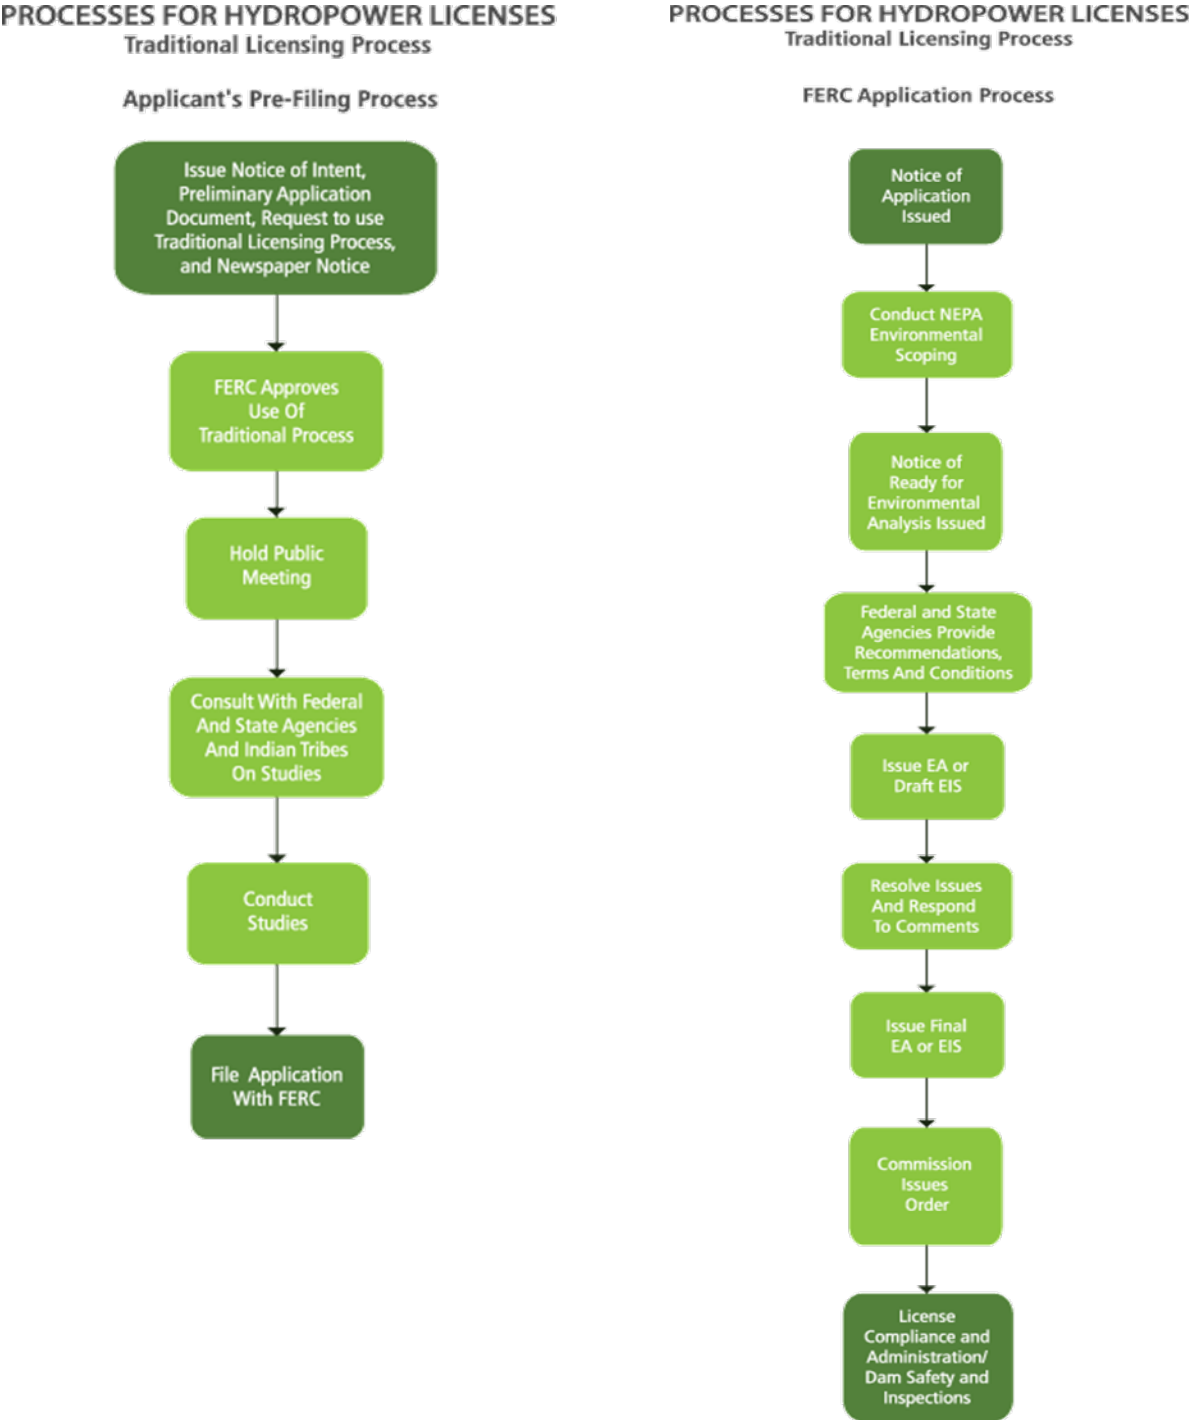 PROCESSES FOR HYDROPOWER LICENSES
Traditional Licensing Process
Applicant's Pre-Filing Process
Issue Notice of Intent,
Preliminary Application
Document, Request to use
Traditional Licensing Process,
and Newspaper Notice
FERC Approves
Use Of
Traditional Process
Hold Public
Meeting
Consult With Federal
And State Agencies
And Indian Tribes
On Studies
Conduct
Studies
File Application
With FERC
PROCESSES FOR HYDROPOWER LICENSES
Traditional Licensing Process
FERC Application Process
Notice of
Application
Issued
Conduct NEPA
Environmental
Scoping
Notice of
Ready for
Environmental
Analysis Issued
Federal and State
Agencies Provide
Recommendations,
Terms And Conditions
Issue EA or
Draft EIS
Resolve Issues
And Respond
To Comments
Issue Final
EA or EIS
Commission
Issues
Order
License
Compliance and
Administration/
Dam Safety and
Inspections